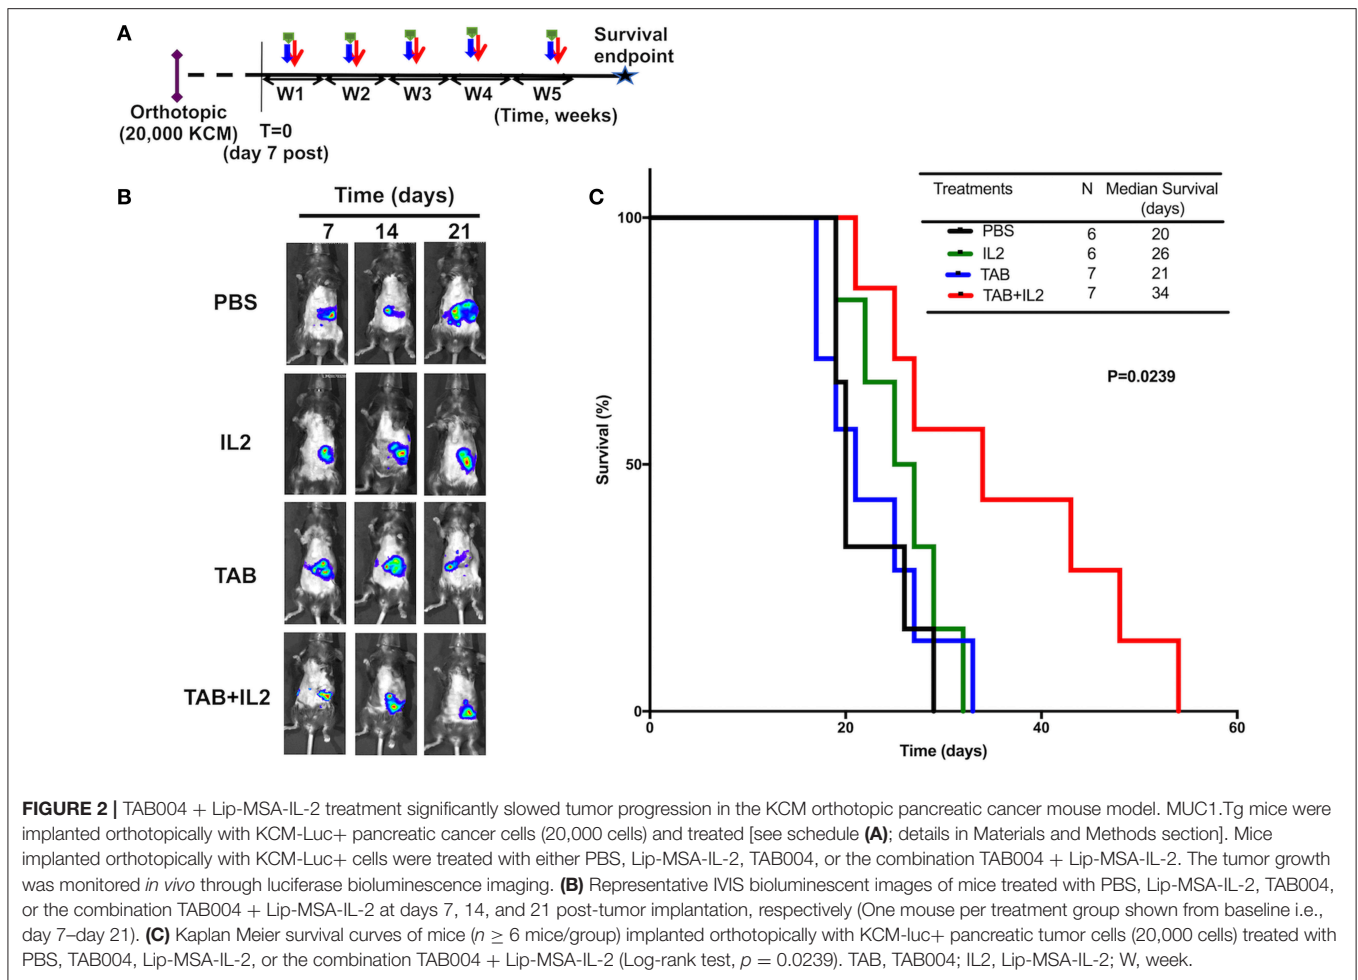 A
Survival
endpoint
W1 W2 W3 W4 W5
(Time, weeks)
Orthotopic
(20,000 KCM)
T=0
(day 7 post)
B
Time (days)
7 14 21
PBS
IL2
TAB
TAB+IL2
C
Treatments N Median Survival
(days)
PBS 6 20
IL2 6 26
TAB 7 21
TAB+IL2 7 34
P=0.0239
100
50
0
Survival (%)
0 20 40 60
Time (days)
FIGURE 2 | TAB004 + Lip-MSA-IL-2 treatment significantly slowed tumor progression in the KCM orthotopic pancreatic cancer mouse model. MUC1.Tg mice were
implanted orthotopically with KCM-Luc+ pancreatic cancer cells (20,000 cells) and treated [see schedule (A); details in Materials and Methods section]. Mice
implanted orthotopically with KCM-Luc+ cells were treated with either PBS, Lip-MSA-IL-2, TAB004, or the combination TAB004 + Lip-MSA-IL-2. The tumor growth
was monitored in vivo through luciferase bioluminescence imaging. (B) Representative IVIS bioluminescent images of mice treated with PBS, Lip-MSA-IL-2, TAB004,
or the combination TAB004 + Lip-MSA-IL-2 at days 7, 14, and 21 post-tumor implantation, respectively (One mouse per treatment group shown from baseline i.e.,
day 7–day 21). (C) Kaplan Meier survival curves of mice (n ≥ 6 mice/group) implanted orthotopically with KCM-luc+ pancreatic tumor cells (20,000 cells) treated with
PBS, TAB004, Lip-MSA-IL-2, or the combination TAB004 + Lip-MSA-IL-2 (Log-rank test, p = 0.0239). TAB, TAB004; IL2, Lip-MSA-IL-2; W, week.